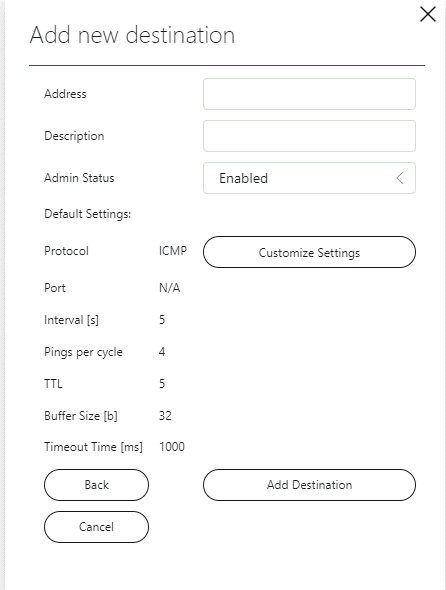 Add new destination
Address
Description
Admin Status Enabled
Default Settings:
Protocol ICMP Customize Settings
Port N/A
Interval [s] 5
Pings per cycle 4
TTL 5
Buffer Size [b] 32
Timeout Time [ms] 1000
Back Add Destination
Cancel